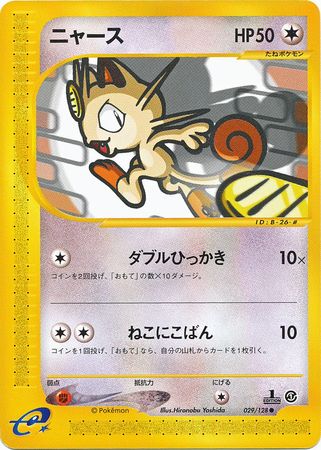 ニャース HP50
たねポケモン
ID:B-26-#
ダブルひっかき 10×
コインを2回投げ、「おもて」の数×10ダメージ。
ねこにこばん 10
コインを1回投げ「おもて」なら、自分の山札からカードを1枚引く。
弱点 抵抗力 にげる
©Pokémon Illus.Hironobu Yoshida 029/128●
1 EDITION
e